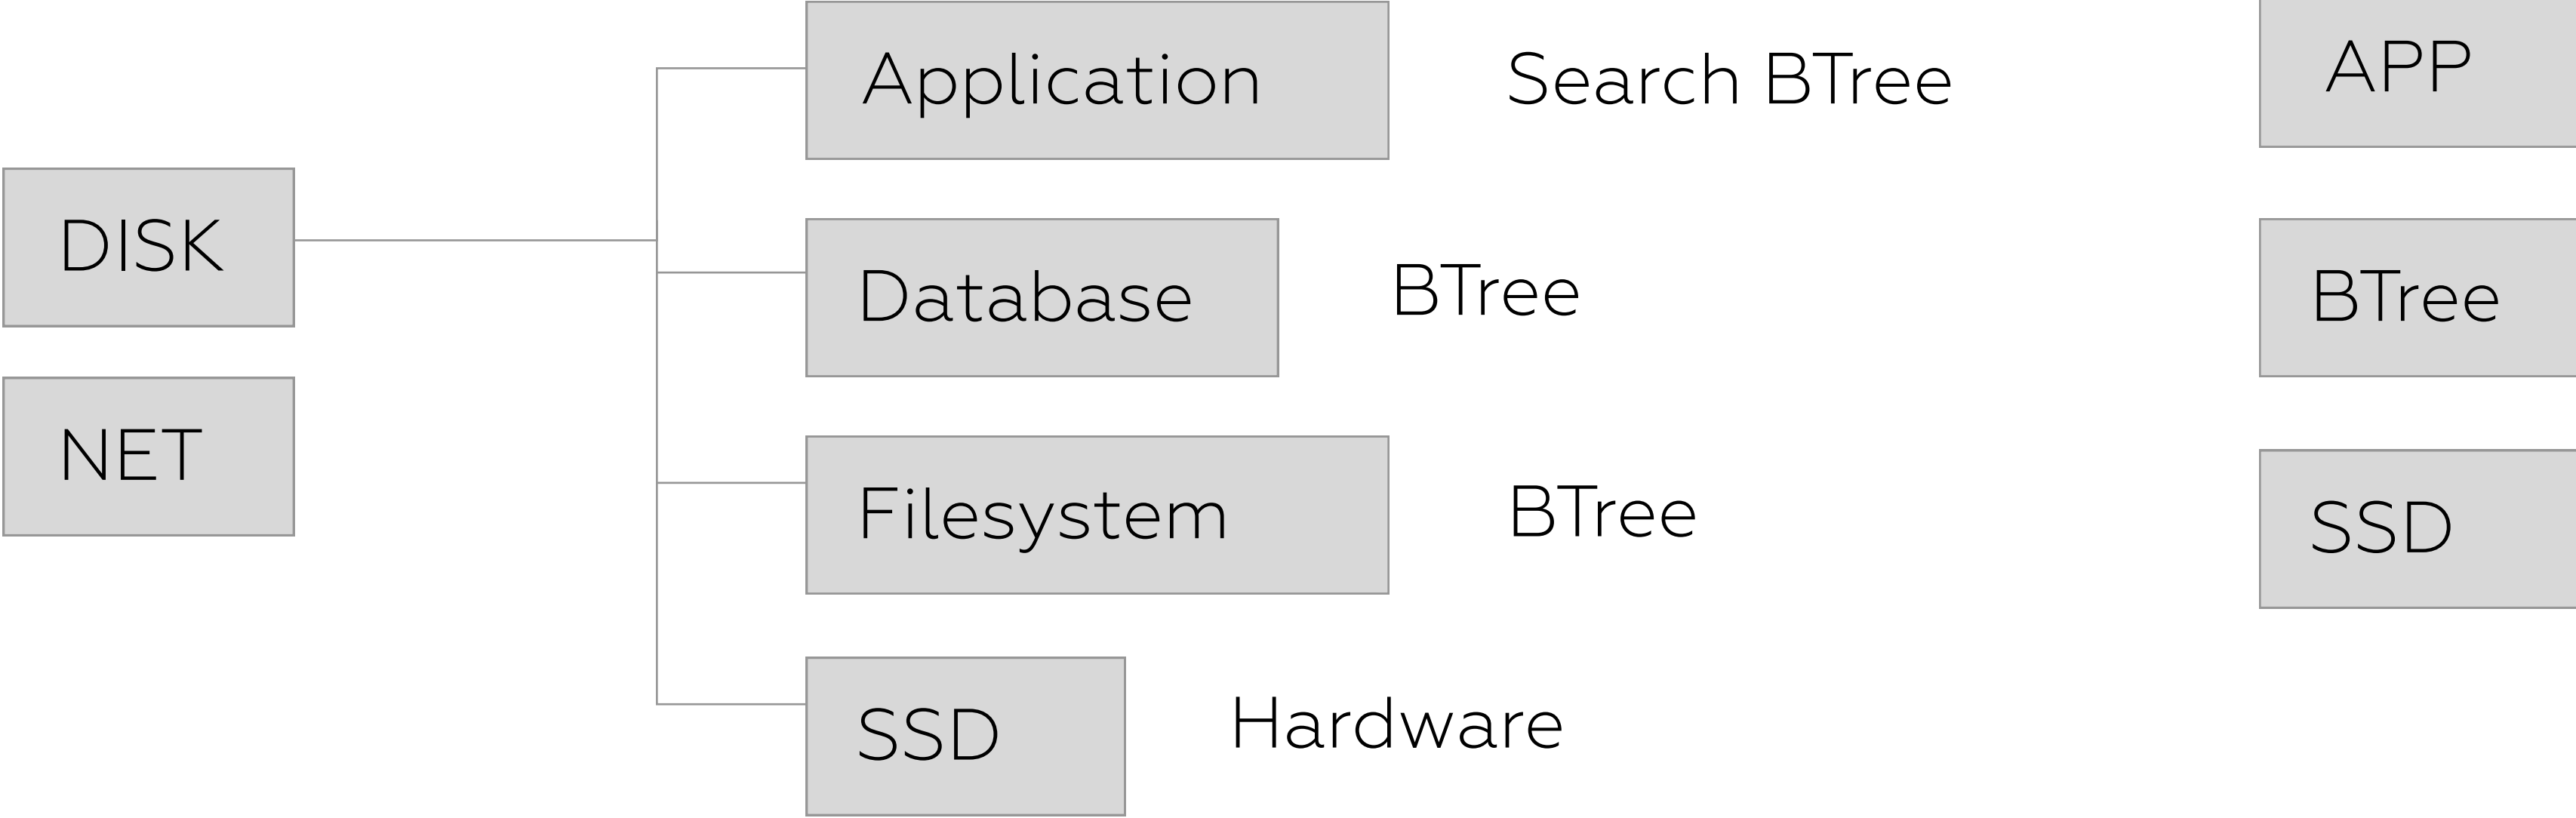 DISK
NET
Application
Search BTree
Database
BTree
Filesystem
BTree
SSD
Hardware
APP
BTree
SSD